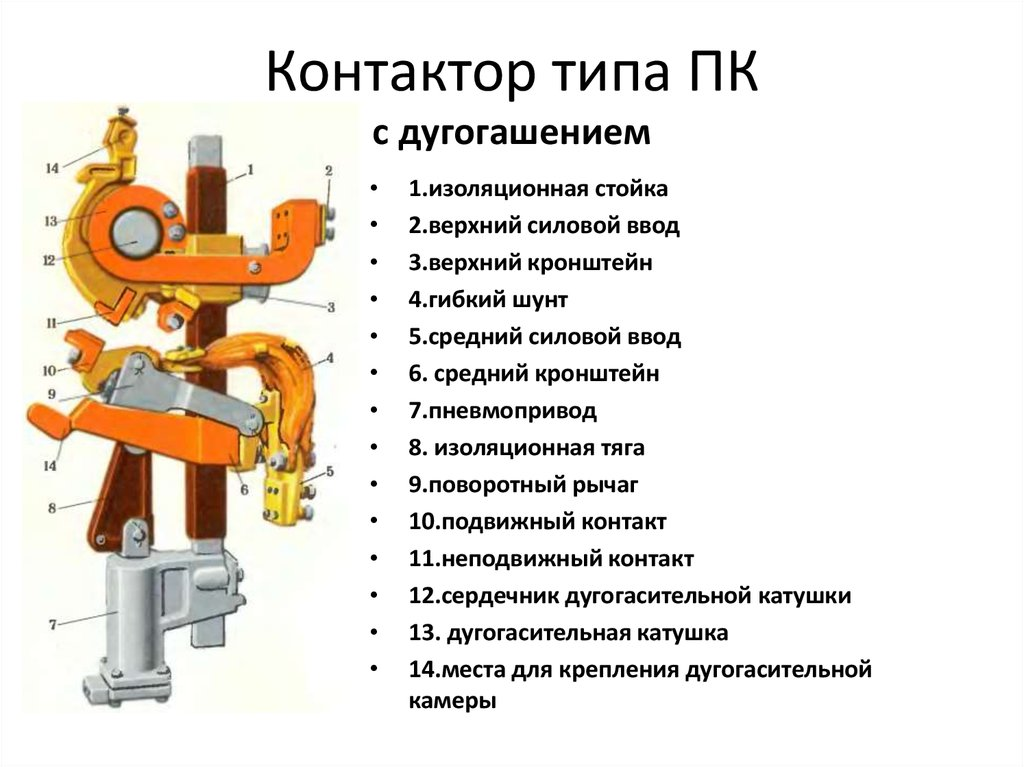 Контактор типа ПК
с дугогашением
14
1
2
13
12
3
11
4
10
9
14
5
6
8
7
• 1.изоляционная стойка
• 2.верхний силовой ввод
• 3.верхний кронштейн
• 4.гибкий шунт
• 5.средний силовой ввод
• 6. средний кронштейн
• 7.пневмопривод
• 8. изоляционная тяга
• 9.поворотный рычаг
• 10.подвижный контакт
• 11.неподвижный контакт
• 12.сердечник дугогасительной катушки
• 13. дугогасительная катушка
• 14.места для крепления дугогасительной
камеры